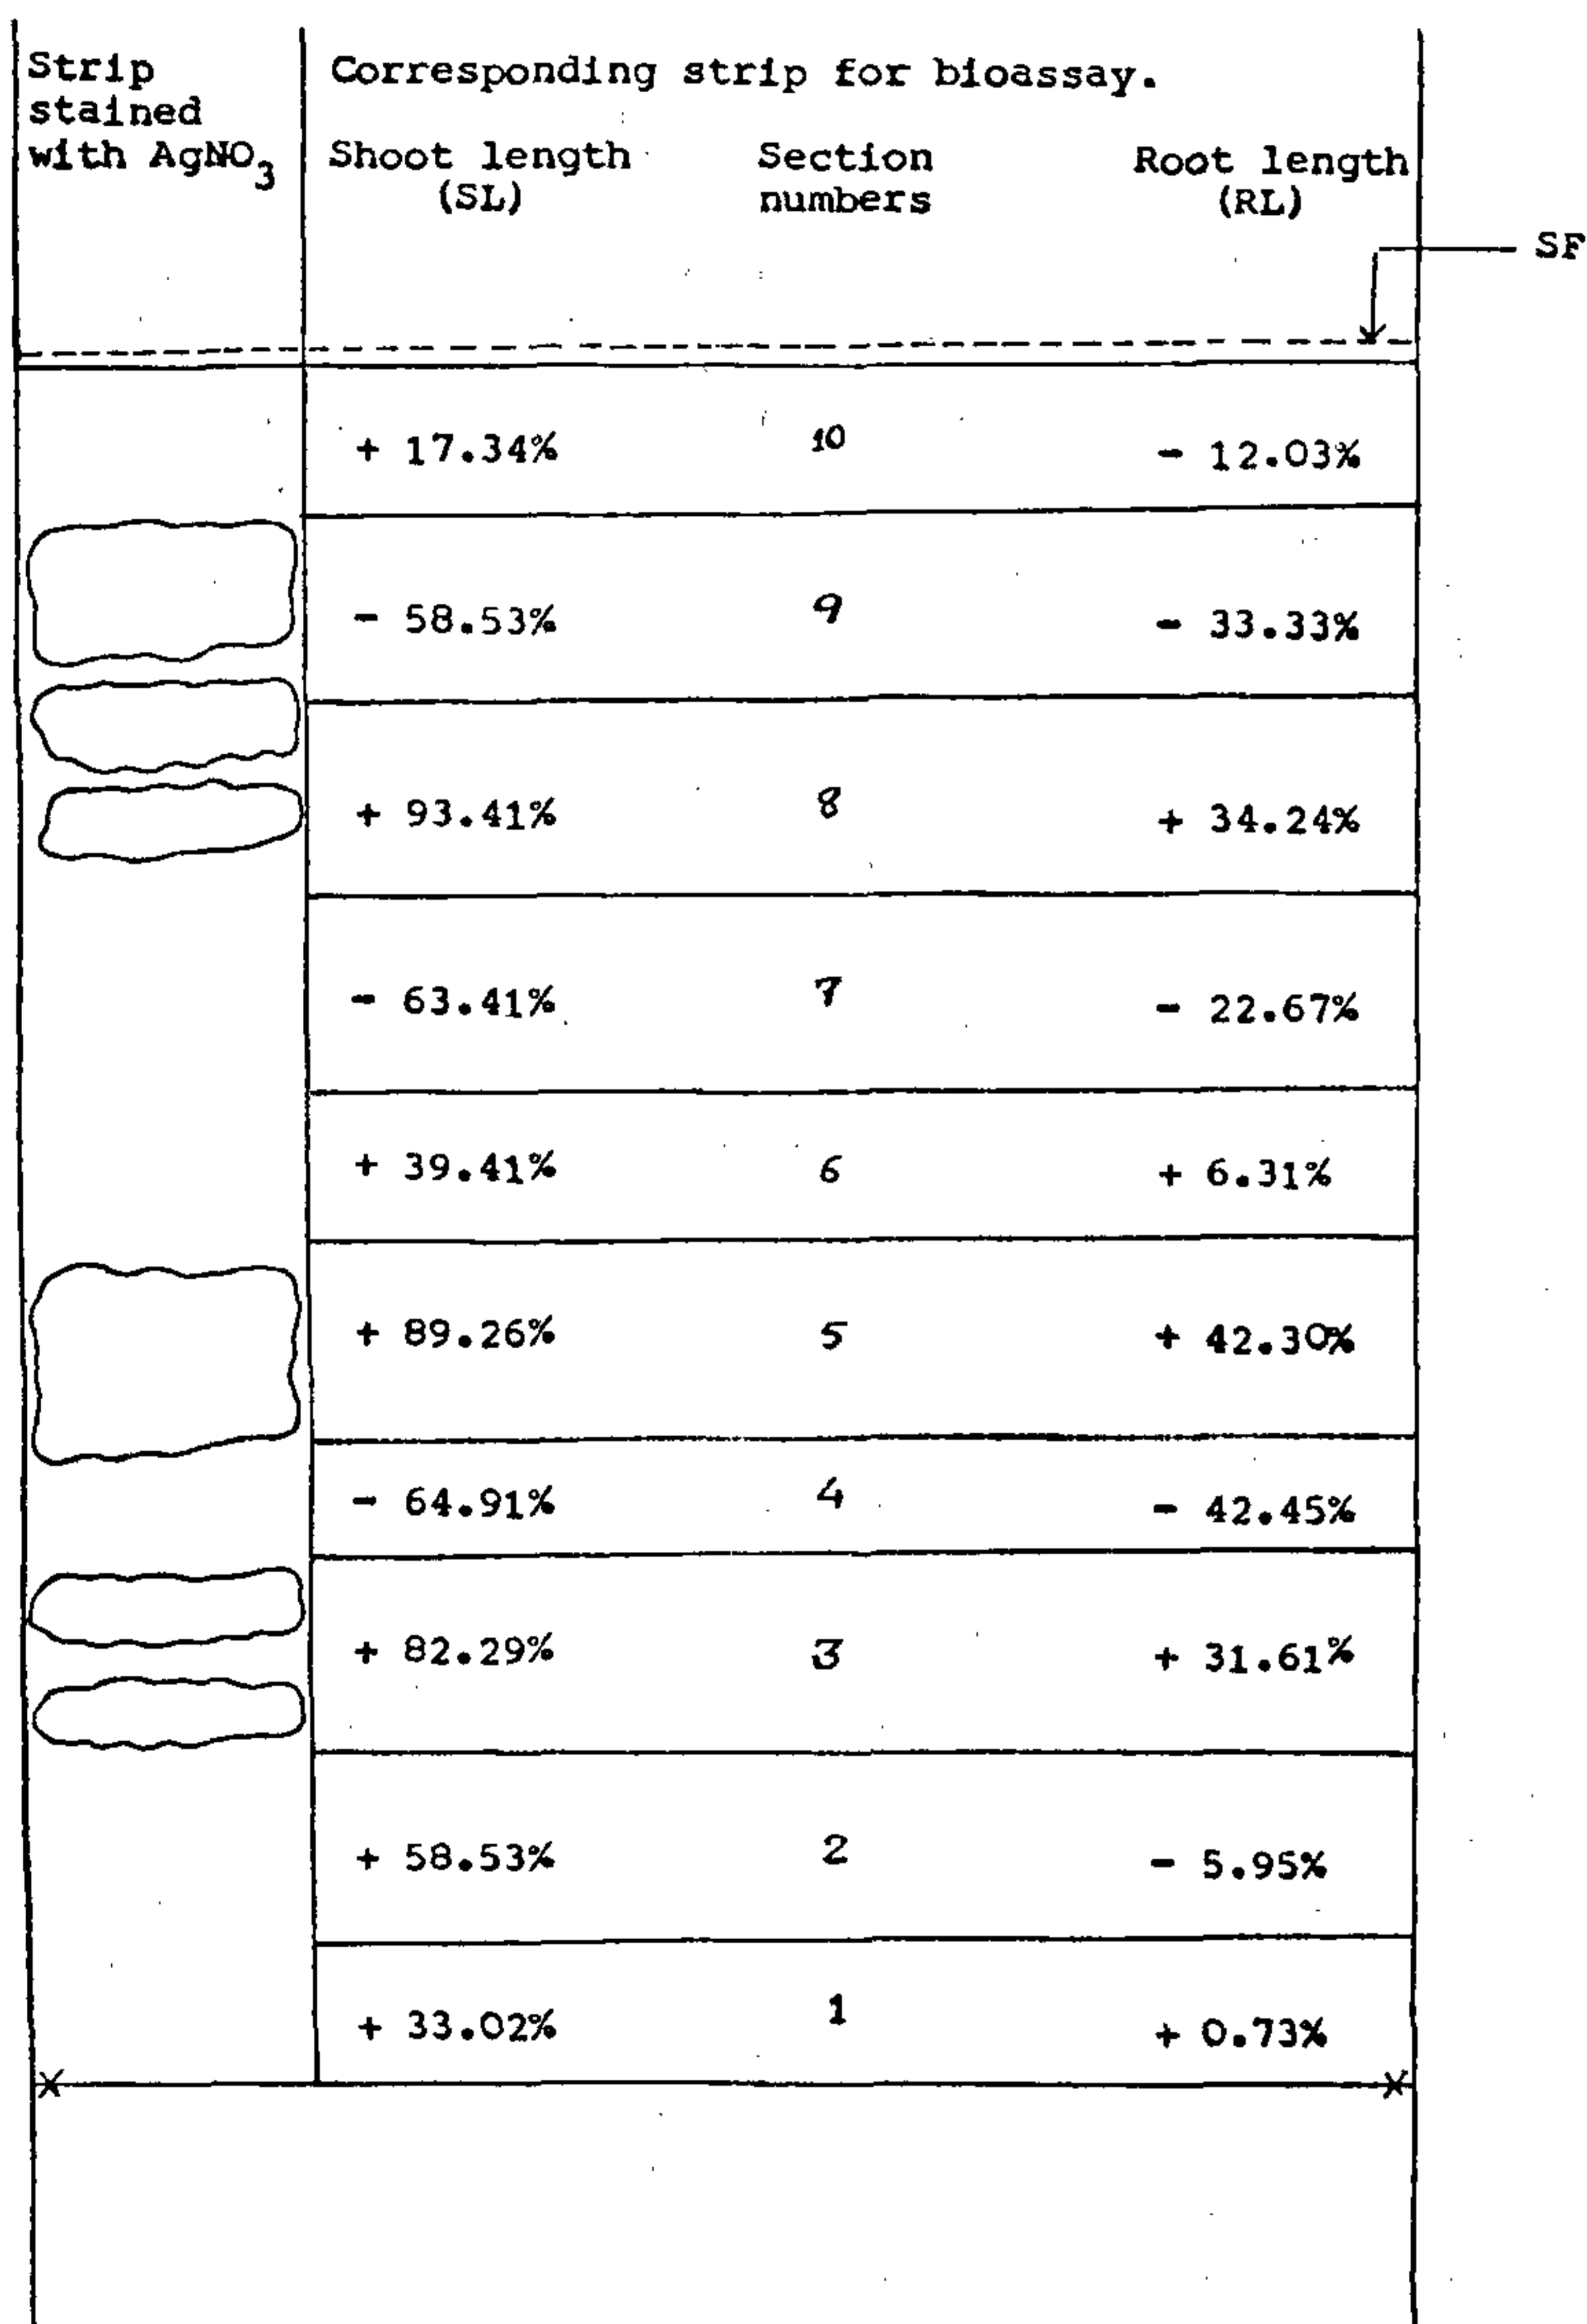 Strip
stained
with AgNO3
Corresponding strip for bioassay.
Shoot length
(SL)
Section
numbers
Root length
(RL)
SF
+ 17.34% 10 - 12.03%
- 58.53% 9 - 33.33%
+ 93.41% 8 + 34.24%
- 63.41% 7 - 22.67%
+ 39.41% 6 + 6.31%
+ 89.26% 5 + 42.30%
- 64.91% 4 - 42.45%
+ 82.29% 3 + 31.61%
+ 58.53% 2 - 5.95%
+ 33.02% 1 + 0.73%
X X